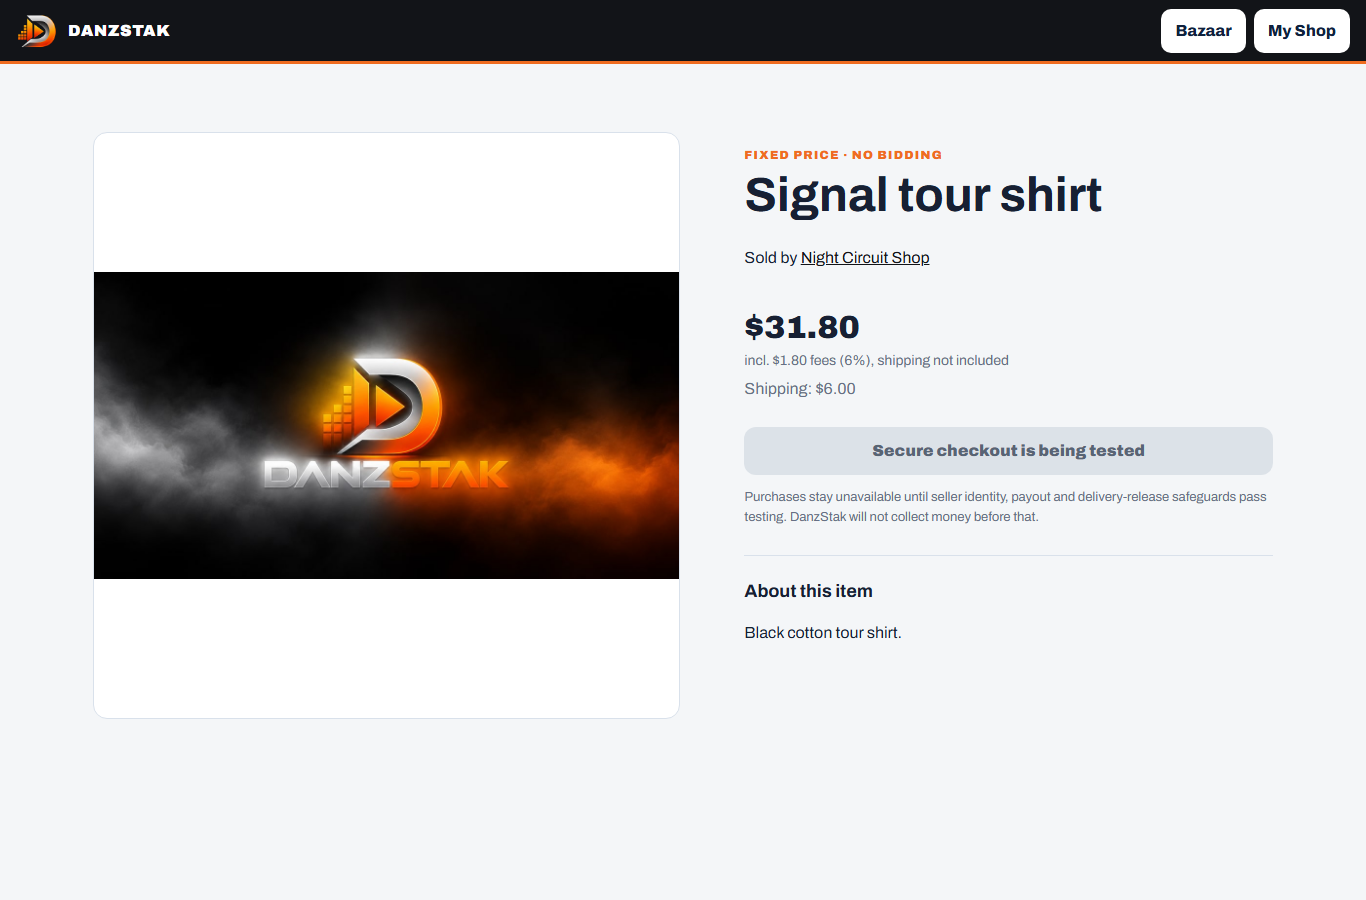 DANZSTAK
Bazaar
My Shop
FIXED PRICE · NO BIDDING
Signal tour shirt
Sold by Night Circuit Shop
$31.80
incl. $1.80 fees (6%), shipping not included
Shipping: $6.00
DANZSTAK
Secure checkout is being tested
Purchases stay unavailable until seller identity, payout and delivery-release safeguards pass
testing. DanzStak will not collect money before that.
About this item
Black cotton tour shirt.